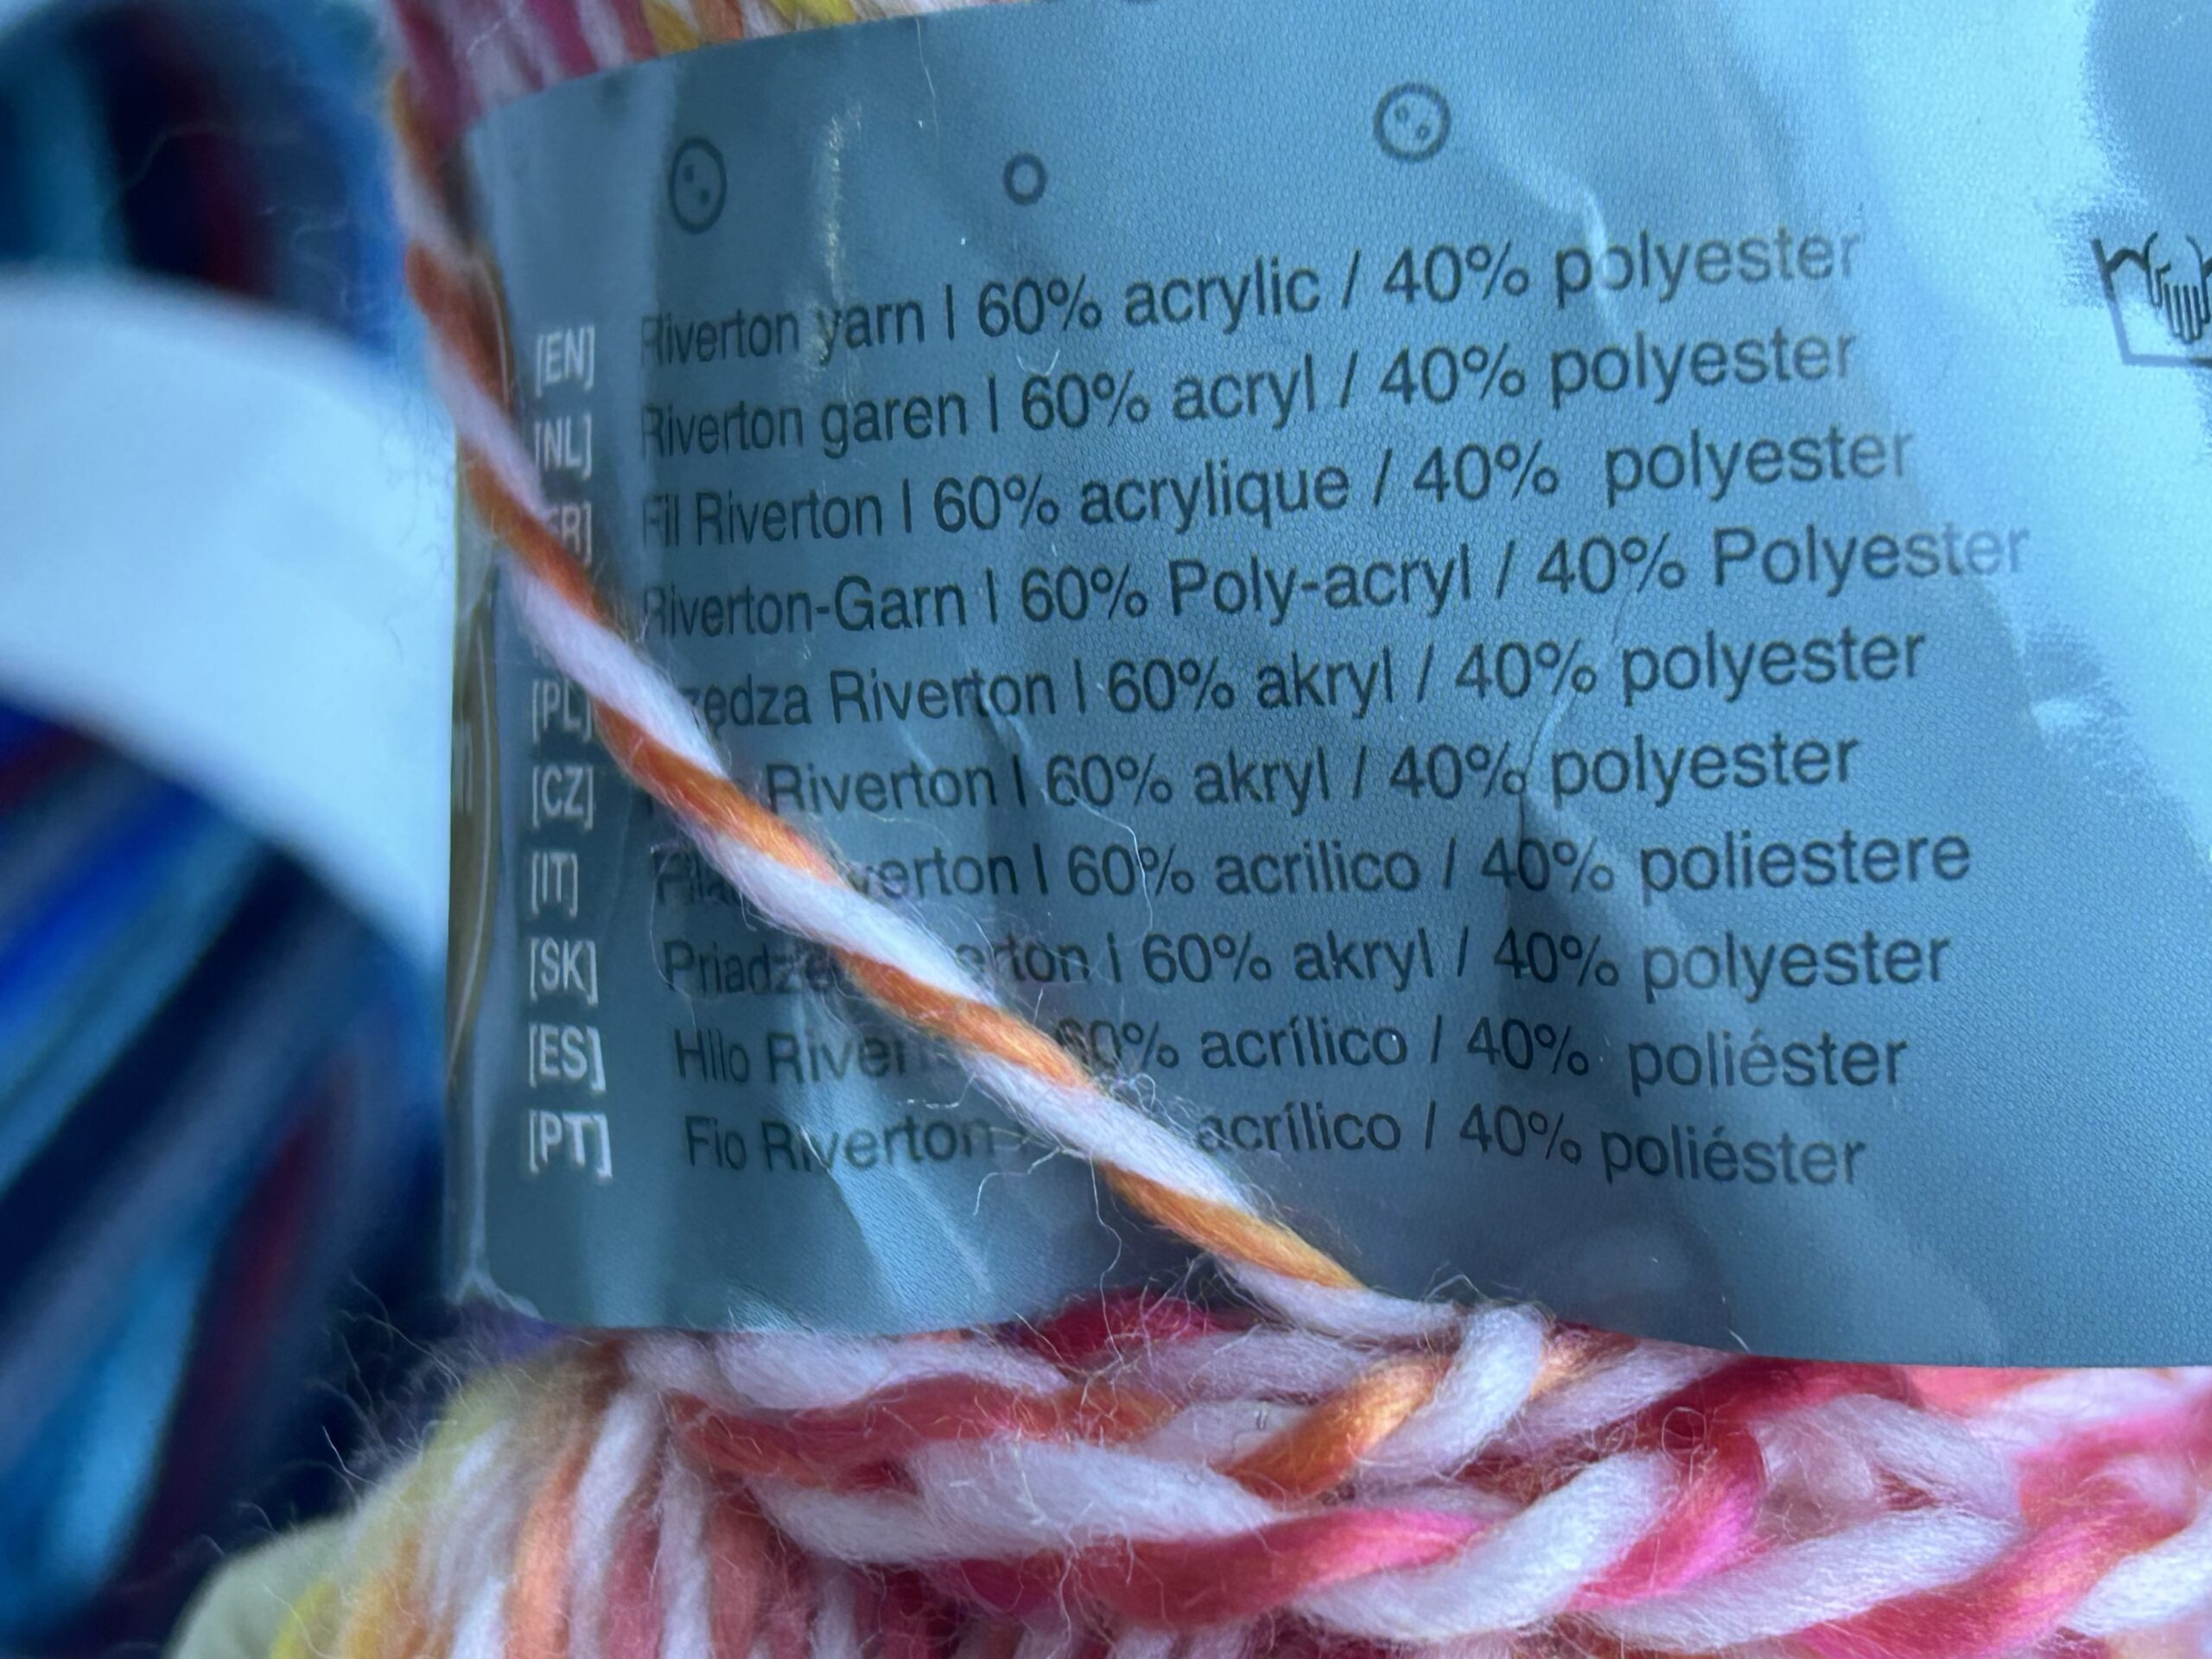 [EN] Riverton yarn | 60% acrylic / 40% polyester
[NL] Riverton garen | 60% acryl / 40% polyester
Fil Riverton | 60% acrylique / 40% polyester
Riverton-Garn | 60% Poly-acryl / 40% Polyester
[PL] Riverton | 60% akryl / 40% polyester
[CZ] Riverton | 60% akryl / 40% polyester
[IT] | 60% acrilico / 40% poliestere
[SK] | 60% akryl / 40% polyester
[ES] Hilo 60% acrílico / 40% poliéster
[PT] Fio Riverton acrílico / 40% poliéster